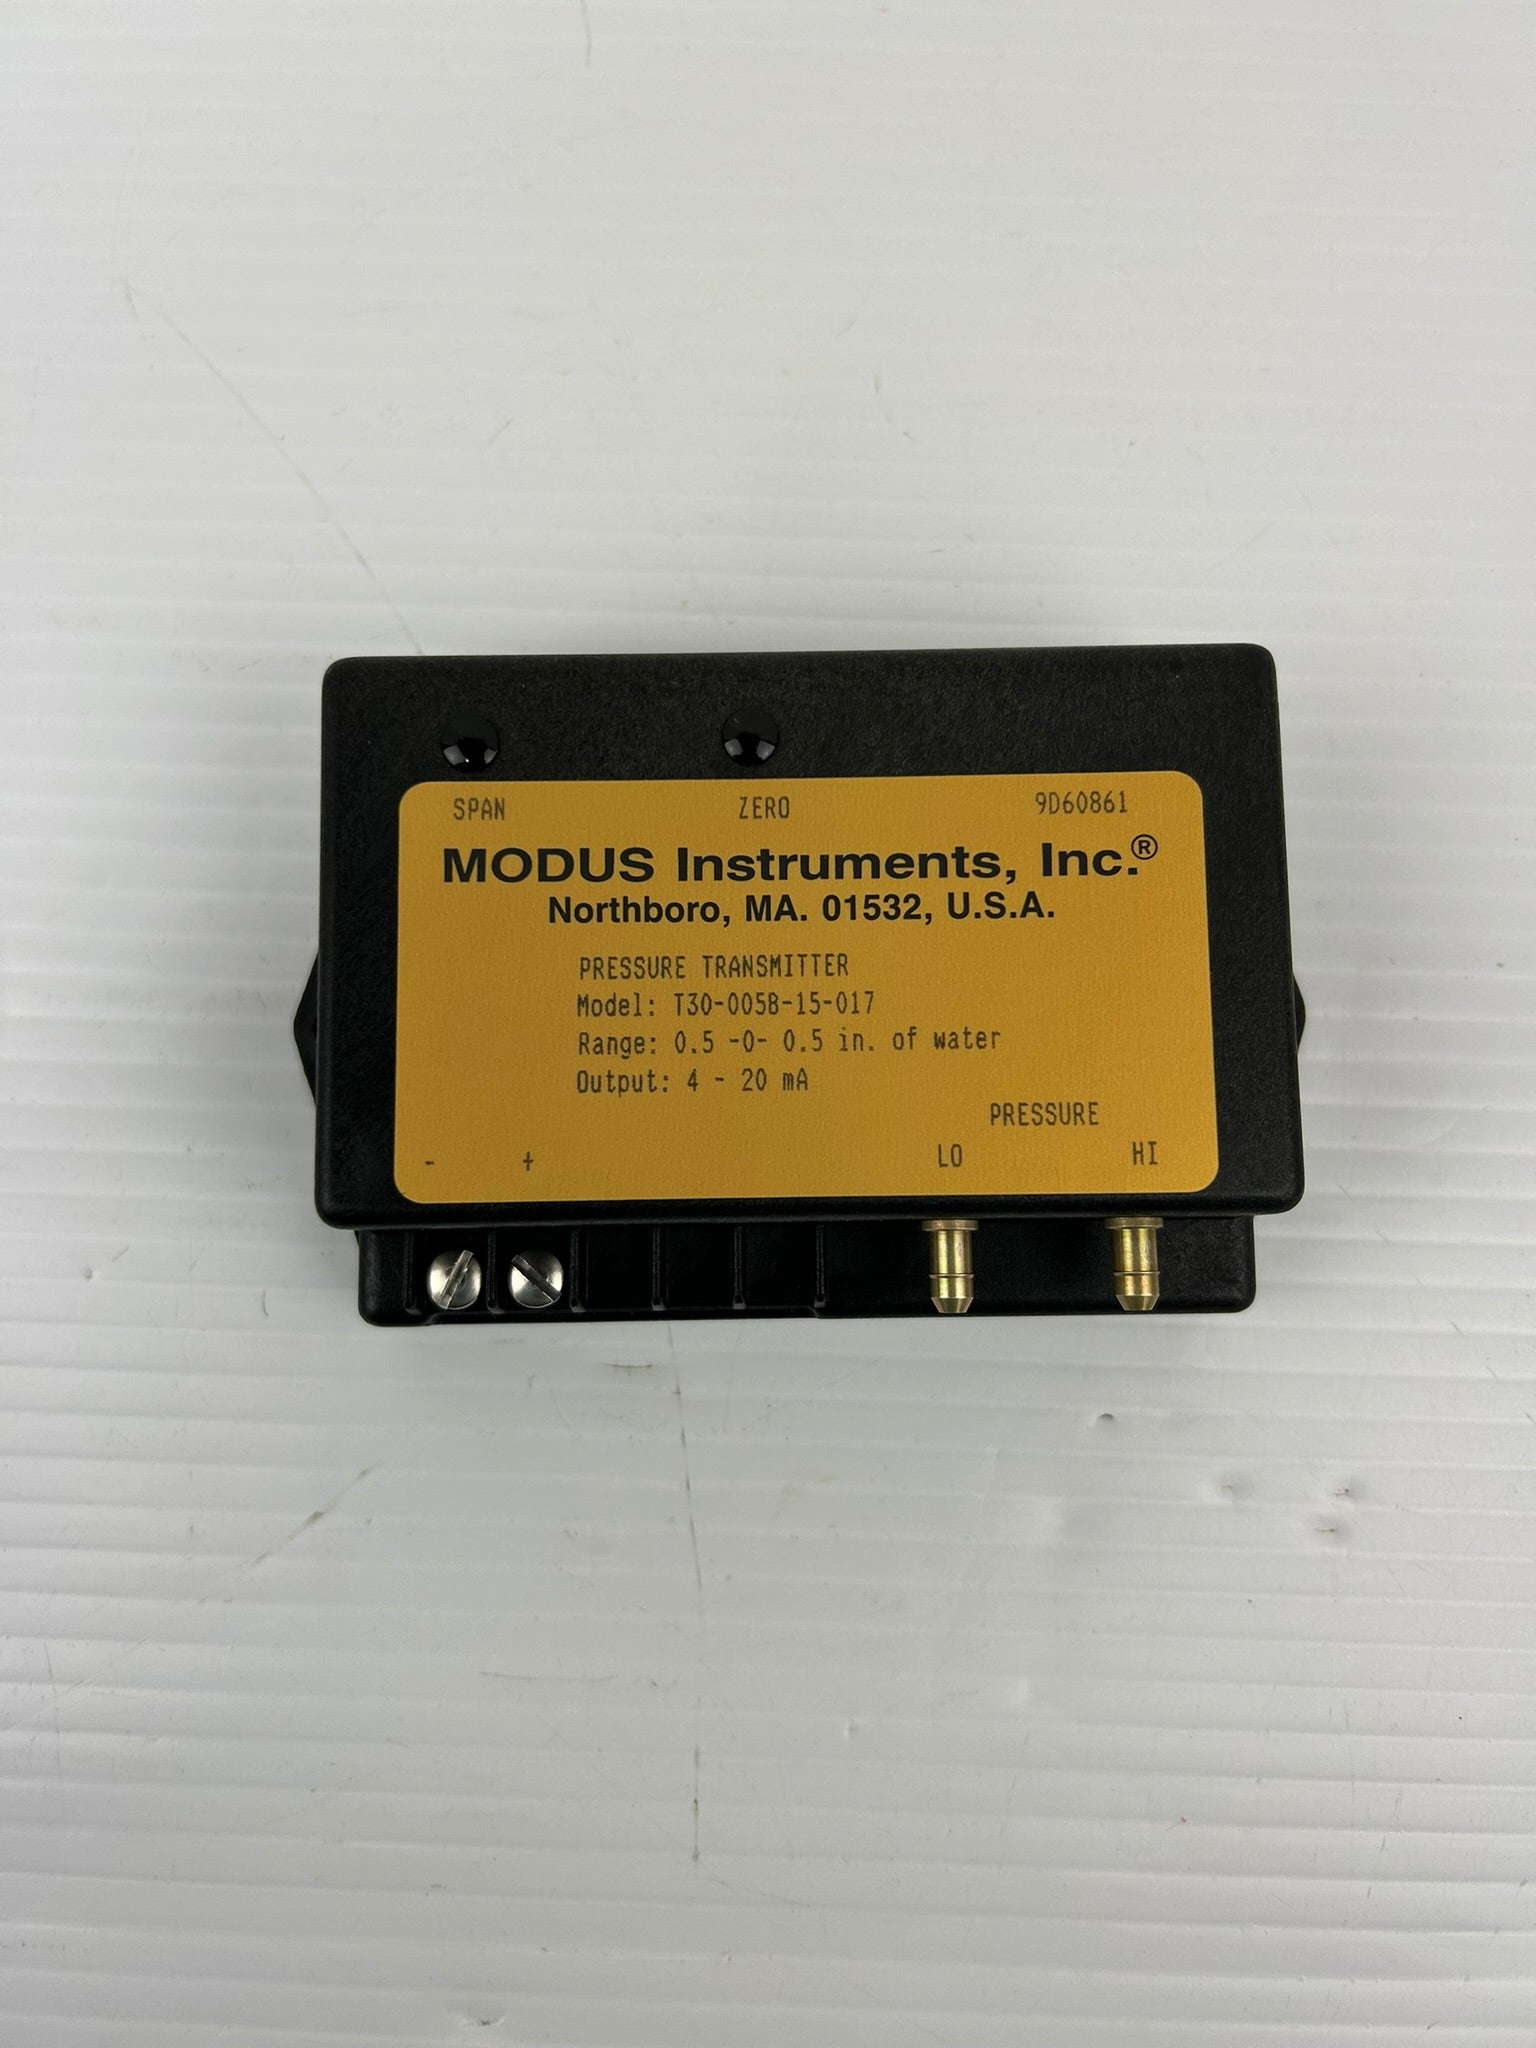 SPAN ZERO 9D60861
MODUS Instruments, Inc.®
Northboro, MA. 01532, U.S.A.
PRESSURE TRANSMITTER
Model: T30-005B-15-017
Range: 0.5 -0- 0.5 in. of water
Output: 4 - 20 mA
PRESSURE
- + LO HI